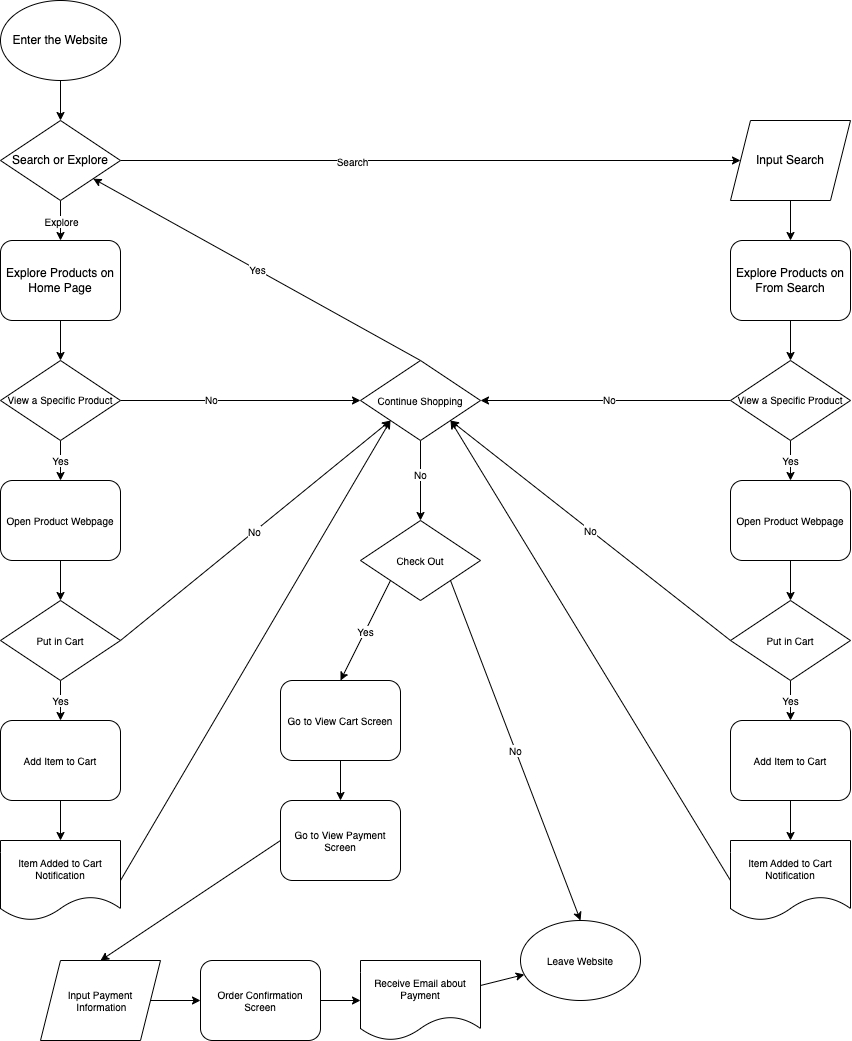 Enter the Website
Search or Explore
Search
Input Search
Explore
Explore Products on
Home Page
Explore Products on
From Search
Yes
View a Specific Product
No
Continue Shopping
No
View a Specific Product
Yes
No
Yes
Open Product Webpage
Open Product Webpage
No
No
Check Out
Put in Cart
Yes
Put in Cart
Yes
Yes
Go to View Cart Screen
No
Add Item to Cart
Add Item to Cart
Go to View Payment
Screen
Item Added to Cart
Notification
Item Added to Cart
Notification
Leave Website
Input Payment
Information
Order Confirmation
Screen
Receive Email about
Payment